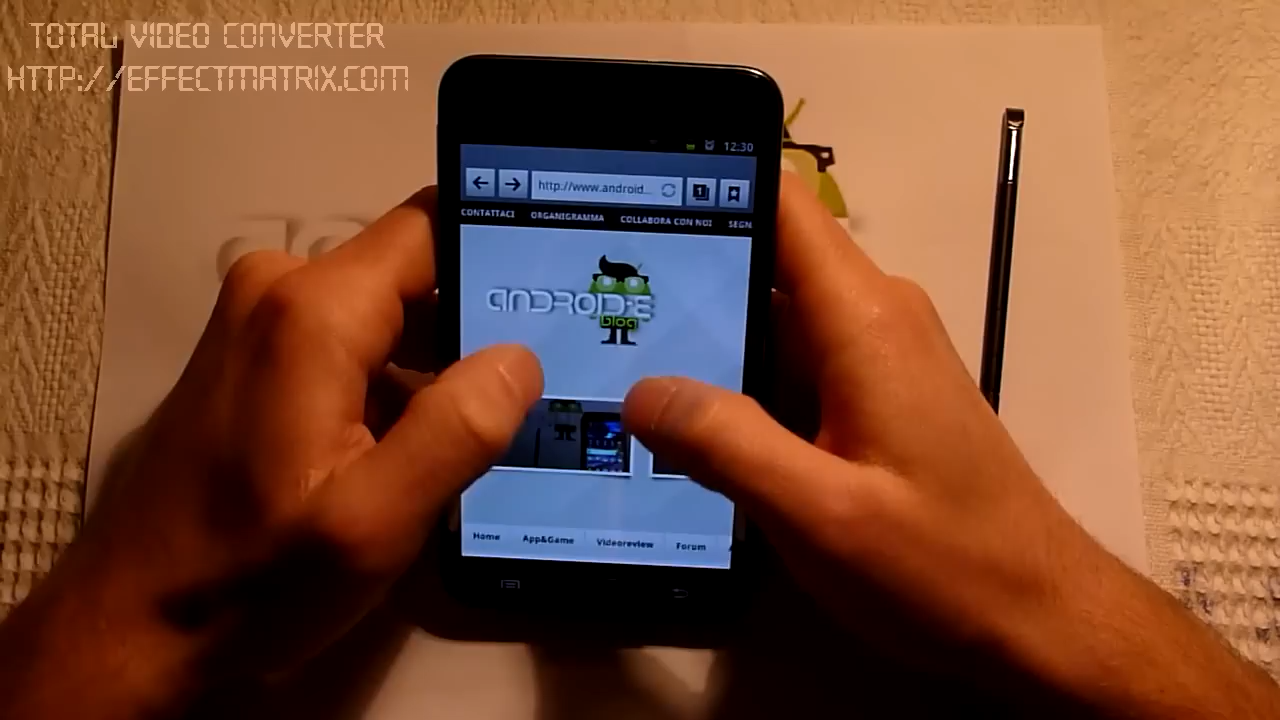 TOTAL VIDEO CONVERTER
HTTP://EFFECTMATRIX.COM
12:30
http://www.android...
1
CONTATTACI ORGANIGRAMMA COLLABORA CON NOI SEGN
ANDROID:E
blog
Home App&Game Videoreview Forum